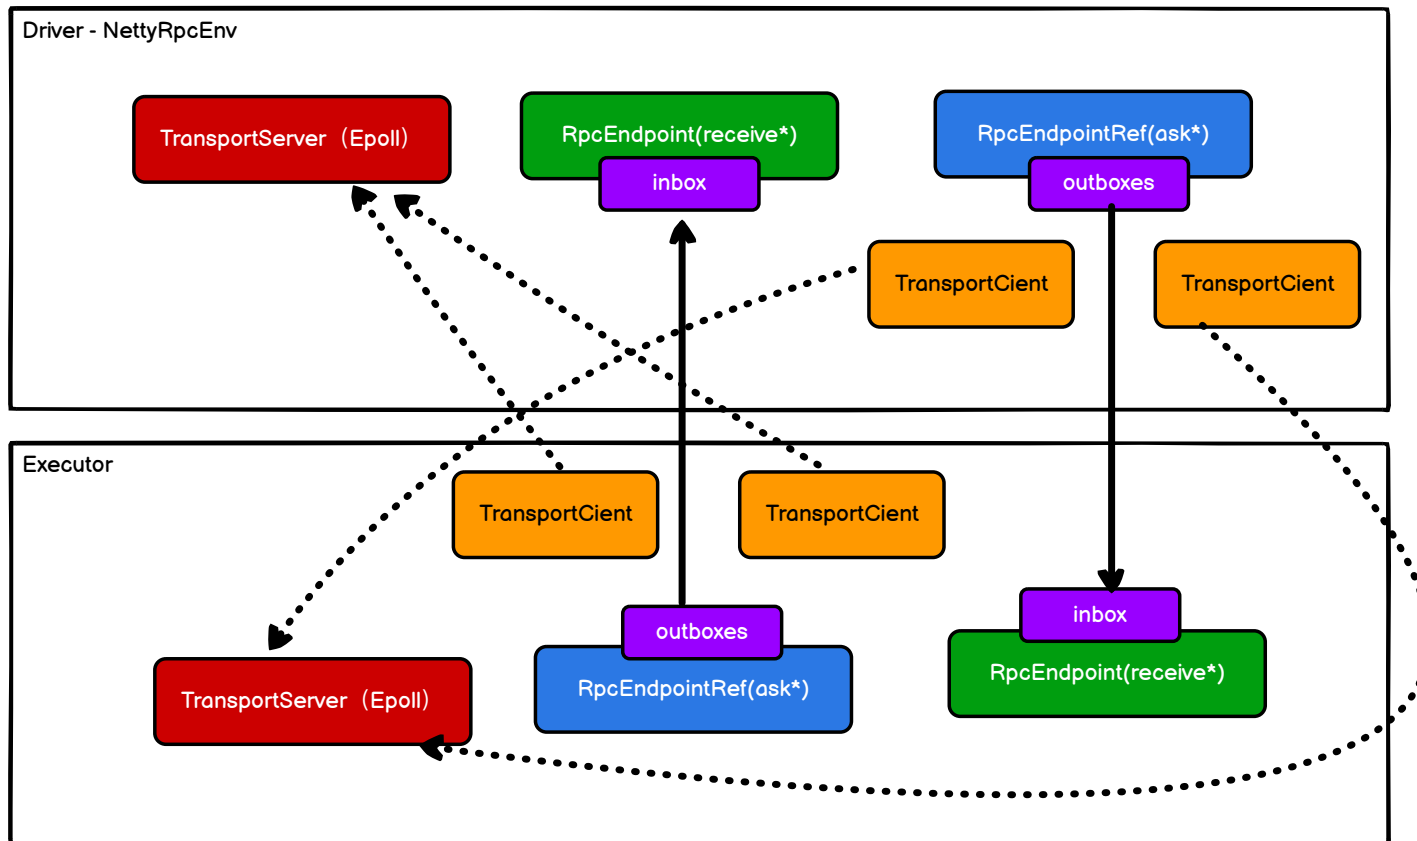 Driver - NettyRpcEnv
TransportServer（Epoll）
RpcEndpoint(receive*)
RpcEndpointRef(ask*)
inbox
outboxes
TransportCient
TransportCient
Executor
TransportCient
TransportCient
outboxes
inbox
TransportServer（Epoll）
RpcEndpointRef(ask*)
RpcEndpoint(receive*)